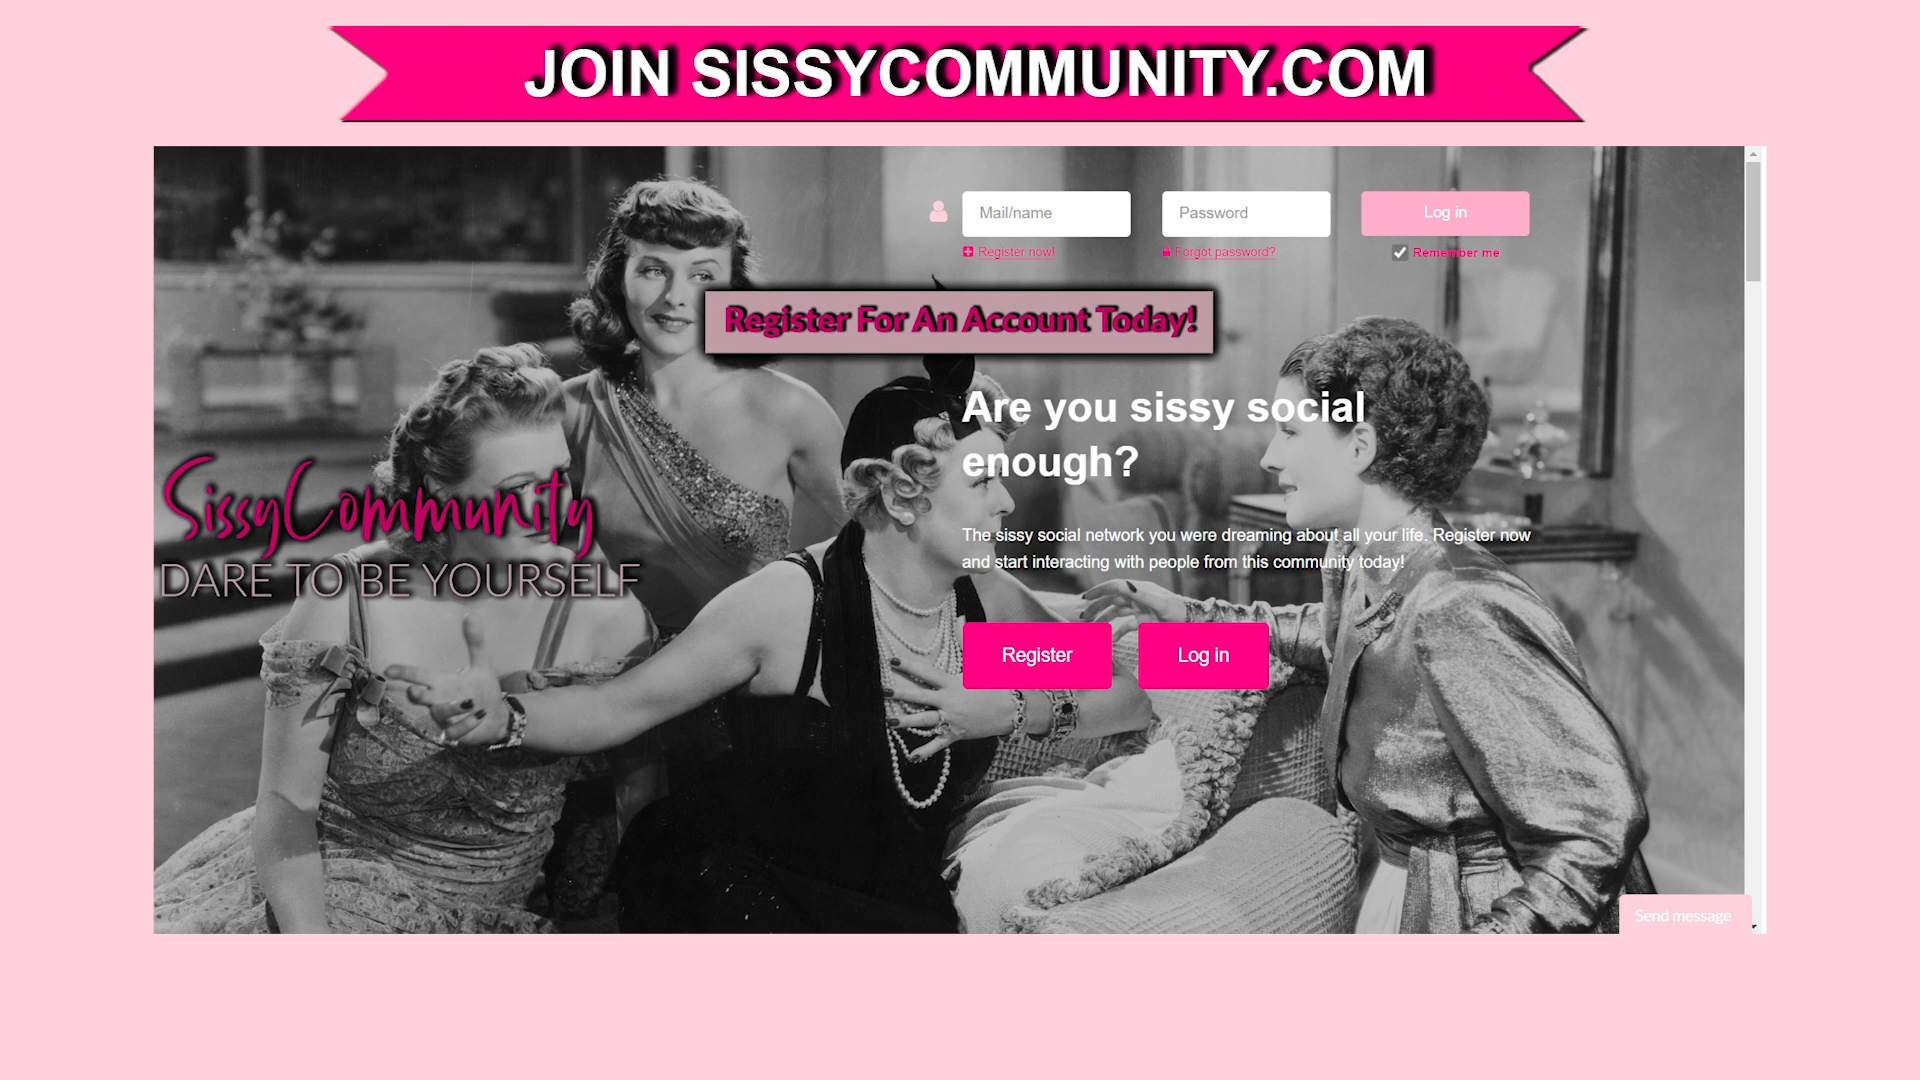 JOIN SISSYCOMMUNITY.COM
Mail/name
Password
Log in
Register now!
Forgot password?
Remember me
Register For An Account Today!
Are you sissy social
enough?
SissyCommunity
DARE TO BE YOURSELF
The sissy social network you were dreaming about all your life. Register now
and start interacting with people from this community today!
Register
Log in
Send message